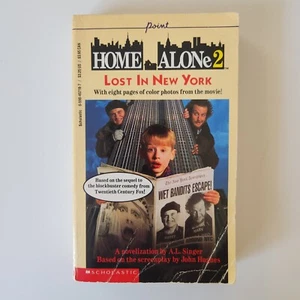 point
HOME ALONe 2
LOST IN NEW YORK
With eight pages of color photos from the movie!
Based on the sequel to
the blockbuster comedy from
Twentieth Century Fox!
WET BANDITS ESCAPE!
A novelization by A.L. Singer
Based on the screenplay by John Hughes
SCHOLASTIC